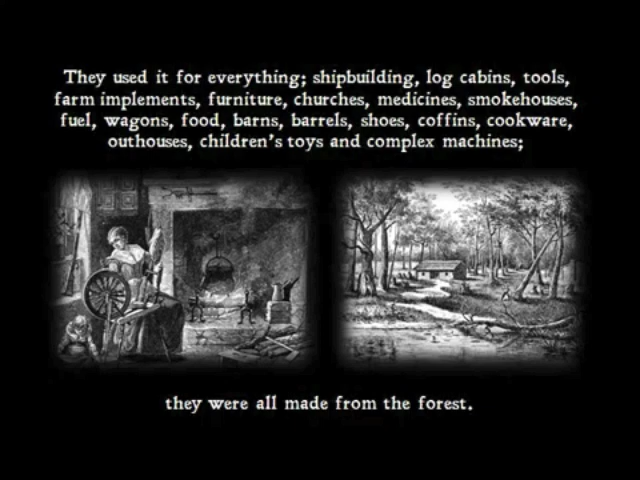 They used it for everything; shipbuilding, log cabins, tools,
farm implements, furniture, churches, medicines, smokehouses,
fuel, wagons, food, barns, barrels, shoes, coffins, cookware,
outhouses, children's toys and complex machines;
they were all made from the forest.